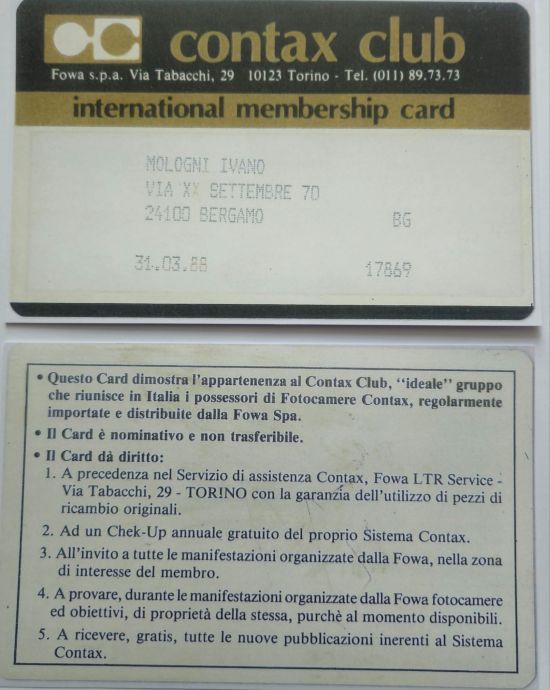 contax club
Fowa s.p.a. Via Tabacchi, 29 10123 Torino - Tel. (011) 89.73.73
international membership card
MOLOGNI IVANO
VIA XX SETTEMBRE 70
24100 BERGAMO BG
31.03.88 17869
• Questo Card dimostra l'appartenenza al Contax Club, “ideale” gruppo
che riunisce in Italia i possessori di Fotocamere Contax, regolarmente
importate e distribuite dalla Fowa Spa.
• Il Card è nominativo e non trasferibile.
• Il Card dà diritto:
1. A precedenza nel Servizio di assistenza Contax, Fowa LTR Service -
Via Tabacchi, 29 - TORINO con la garanzia dell'utilizzo di pezzi di
ricambio originali.
2. Ad un Chek-Up annuale gratuito del proprio Sistema Contax.
3. All'invito a tutte le manifestazioni organizzate dalla Fowa, nella zona
di interesse del membro.
4. A provare, durante le manifestazioni organizzate dalla Fowa fotocamere
ed obiettivi, di proprietà della stessa, purchè al momento disponibili.
5. A ricevere, gratis, tutte le nuove pubblicazioni inerenti al Sistema
Contax.